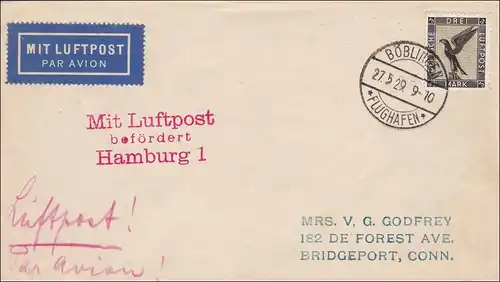 MIT LUFTPOST
PAR AVION
DREI
LUFTPOST
MARK
BÖBLINGEN
27.5.29. 9-10
* FLUGHAFEN *
Mit Luftpost
befördert
Hamburg 1
Luftpost!
Par avion!
MRS. V. G. GODFREY
182 DE FOREST AVE.
BRIDGEPORT, CONN.